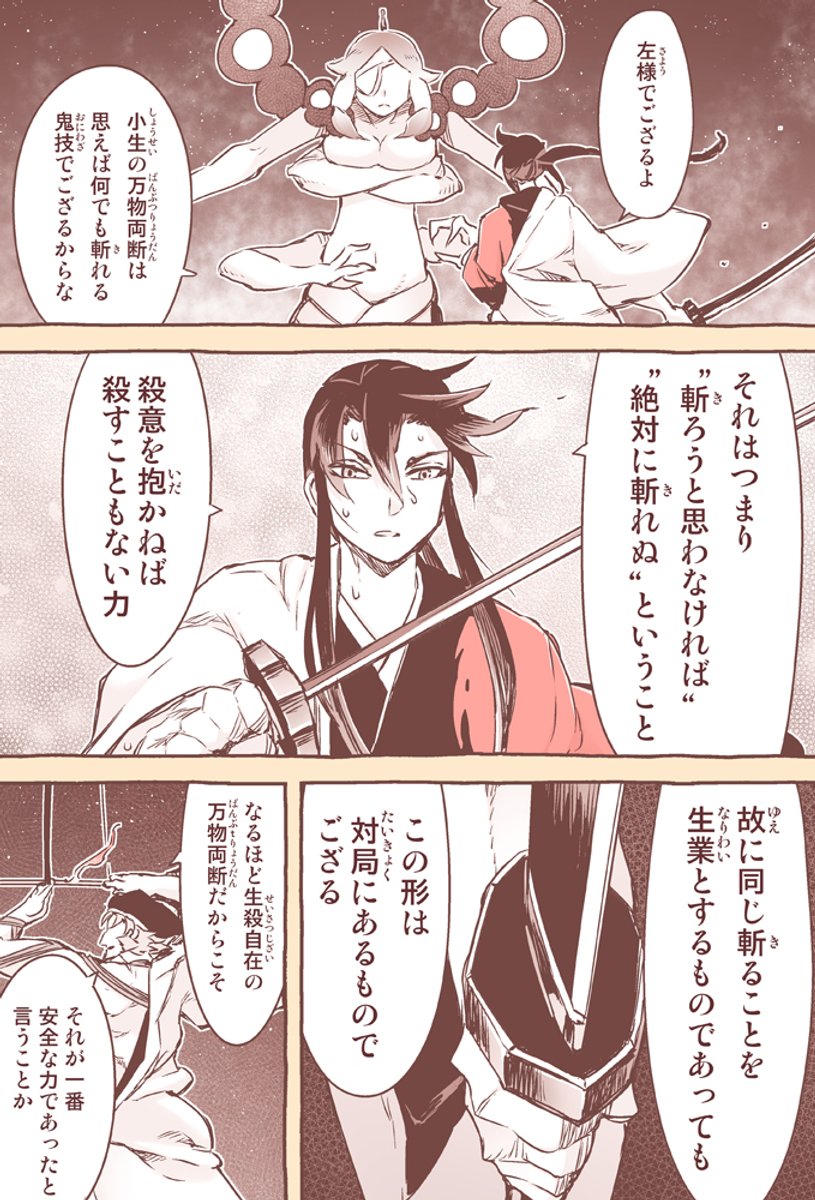 左様でござるよ
小生の万物両断は
思えば何でも斬れる
鬼技でござるからな
それはつまり
”斬ろうと思わなければ“
”絶対に斬れぬ“ということ
殺意を抱かねば
殺すこともない力
故に同じ斬ることを
生業とするものであっても
この形は
対局にあるもので
ござる
なるほど生殺自在の
万物両断だからこそ
それが一番
安全な力であったと
言うことか